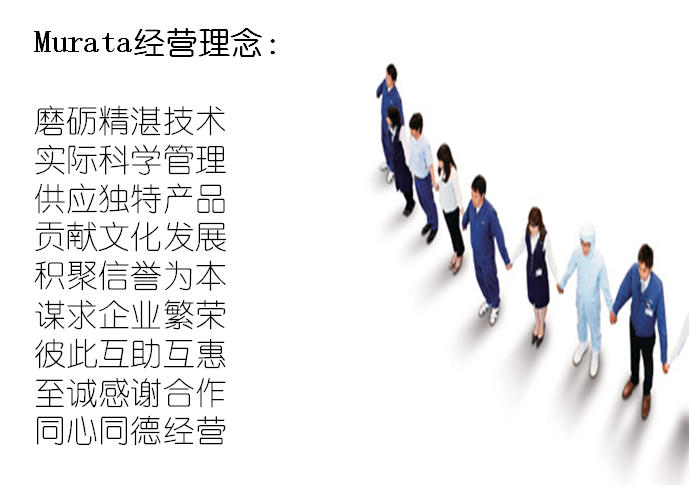 Murata经营理念:
磨砺精湛技术
实际科学管理
供应独特产品
贡献文化发展
积聚信誉为本
谋求企业繁荣
彼此互助互惠
至诚感谢合作
同心同德经营